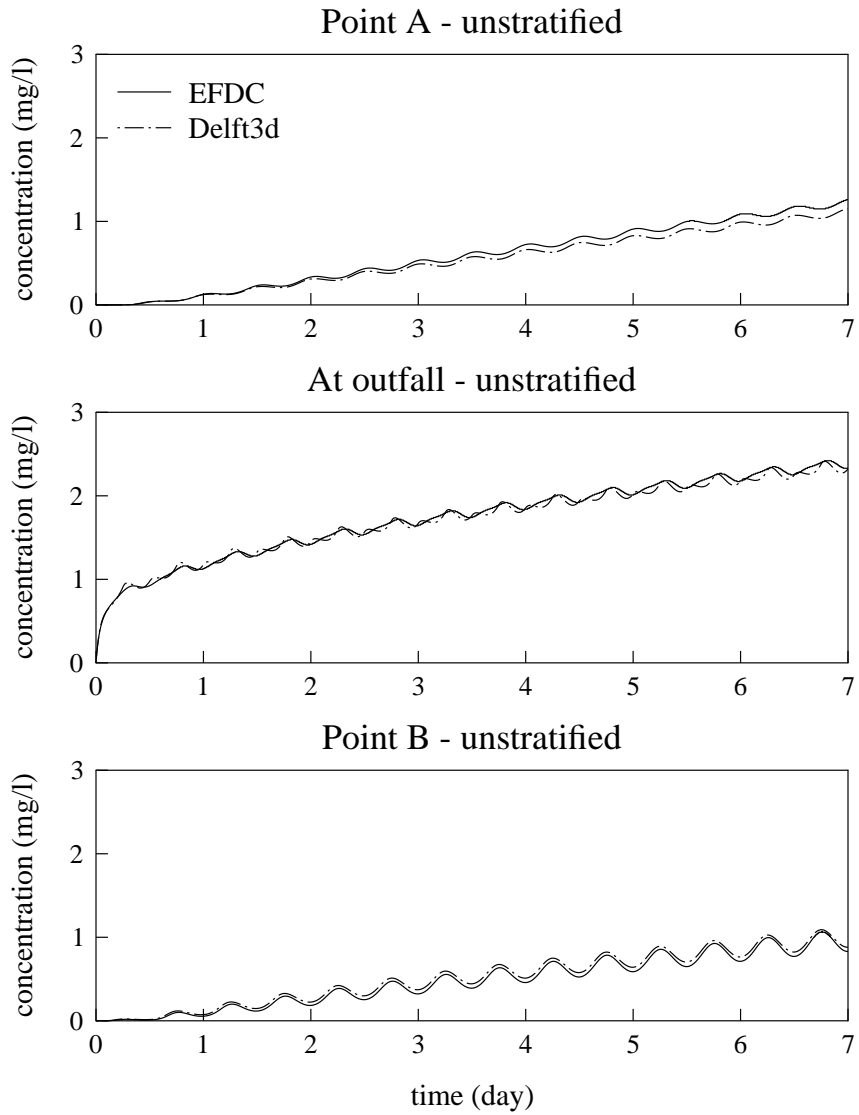 Point A - unstratified
3
2
1
0
concentration (mg/l)
EFDC
Delft3d
0 1 2 3 4 5 6 7
At outfall - unstratified
3
2
1
0
concentration (mg/l)
0 1 2 3 4 5 6 7
Point B - unstratified
3
2
1
0
concentration (mg/l)
0 1 2 3 4 5 6 7
time (day)